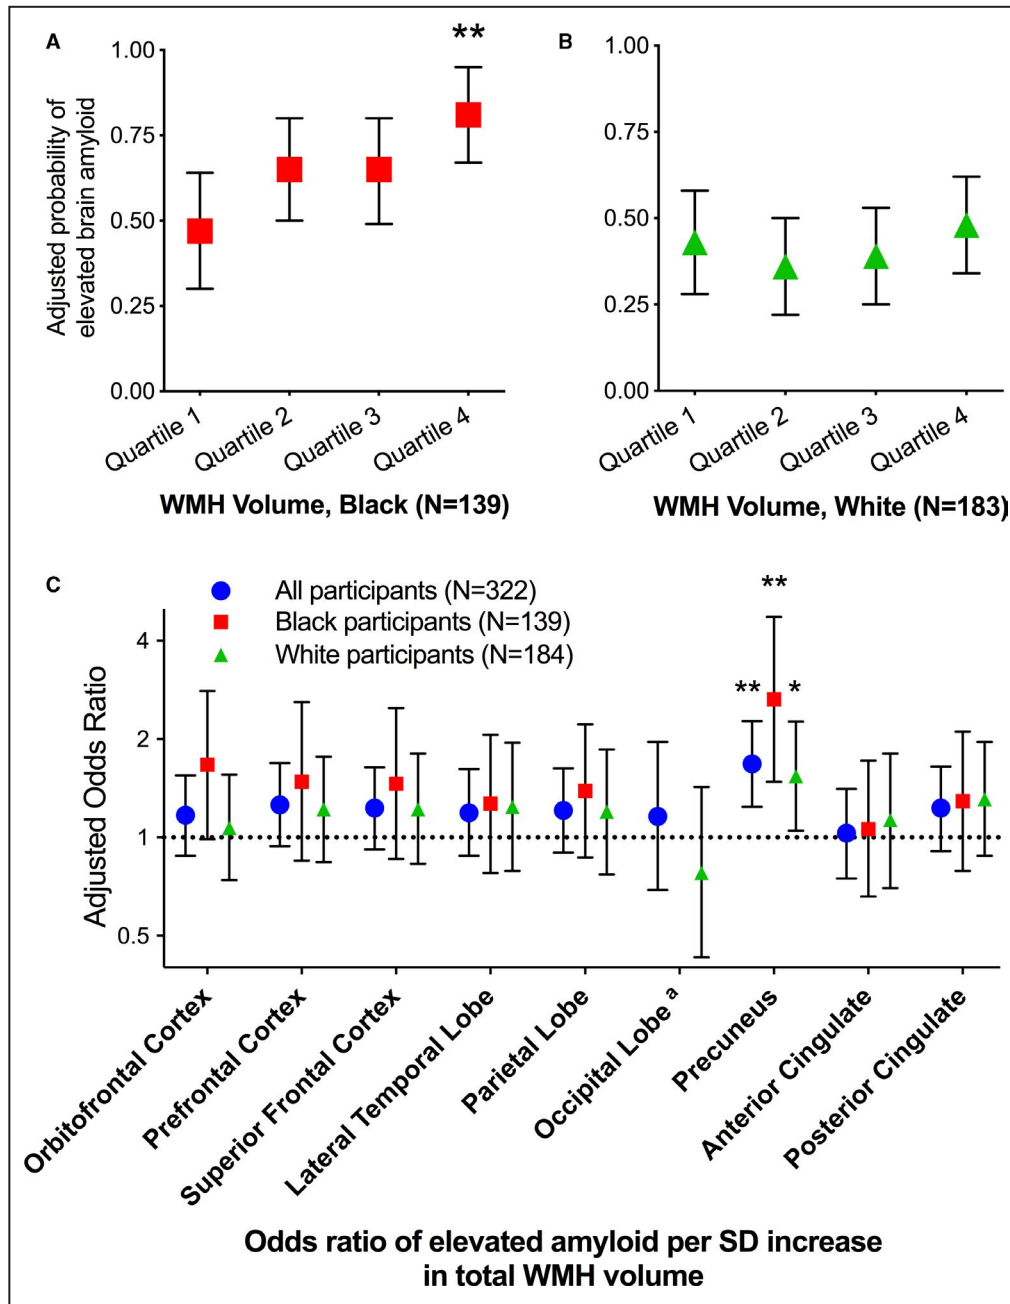 A
**
1.00
0.75
0.50
0.25
0.00
Adjusted probability of
elevated brain amyloid
Quartile 1
Quartile 2
Quartile 3
Quartile 4
WMH Volume, Black (N=139)
B
1.00
0.75
0.50
0.25
0.00
Quartile 1
Quartile 2
Quartile 3
Quartile 4
WMH Volume, White (N=183)
C
All participants (N=322)
Black participants (N=139)
White participants (N=184)
**
** *
4
2
1
0.5
Adjusted Odds Ratio
Orbitofrontal Cortex
Prefrontal Cortex
Superior Frontal Cortex
Lateral Temporal Lobe
Parietal Lobe
Occipital Lobe a
Precuneus
Anterior Cingulate
Posterior Cingulate
Odds ratio of elevated amyloid per SD increase
in total WMH volume